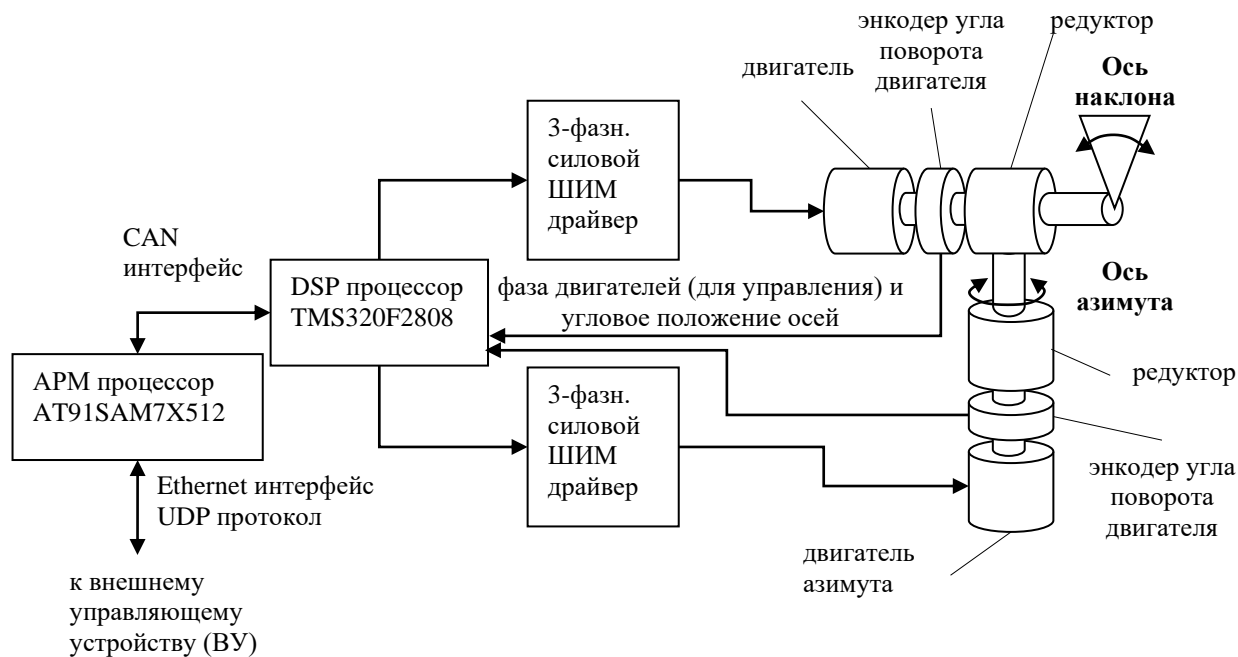 энкодер угла
поворота
двигателя
редуктор
двигатель
Ось
наклона
3-фазн.
силовой
ШИМ
драйвер
CAN
интерфейс
DSP процессор
TMS320F2808
фаза двигателей (для управления) и
угловое положение осей
Ось
азимута
АРМ процессор
AT91SAM7X512
3-фазн.
силовой
ШИМ
драйвер
редуктор
Ethernet интерфейс
UDP протокол
энкодер угла
поворота
двигателя
двигатель
азимута
к внешнему
управляющему
устройству (ВУ)